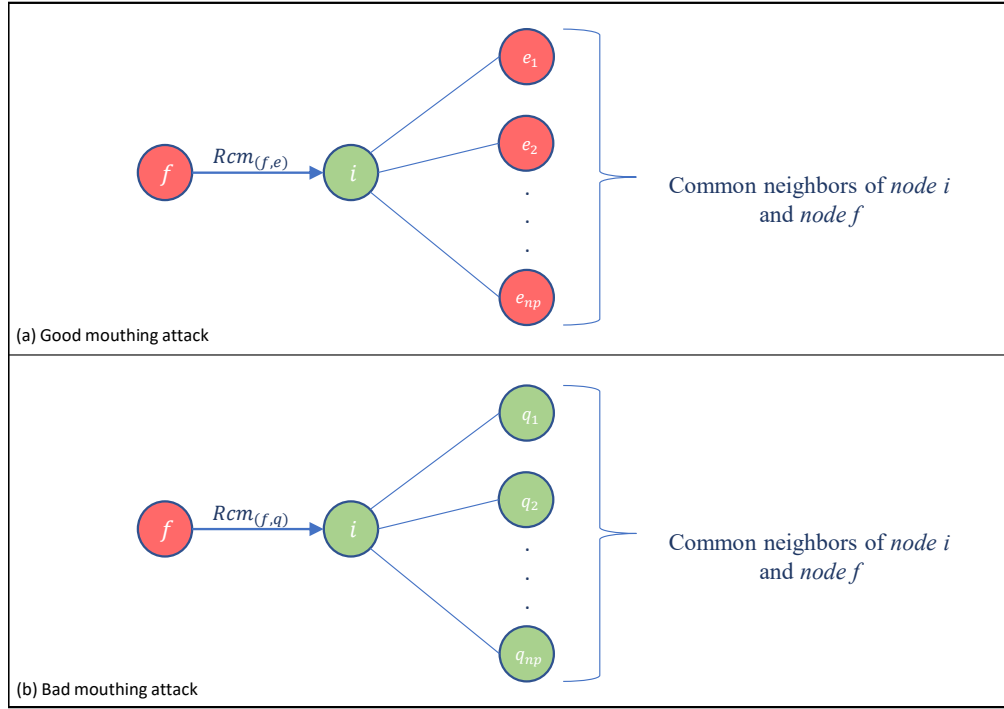 e₁
e₂
f
Rcm₍f,e₎
i
.
.
.
eₙₚ
Common neighbors of node i
and node f
(a) Good mouthing attack
q₁
q₂
f
Rcm₍f,q₎
i
.
.
.
qₙₚ
Common neighbors of node i
and node f
(b) Bad mouthing attack